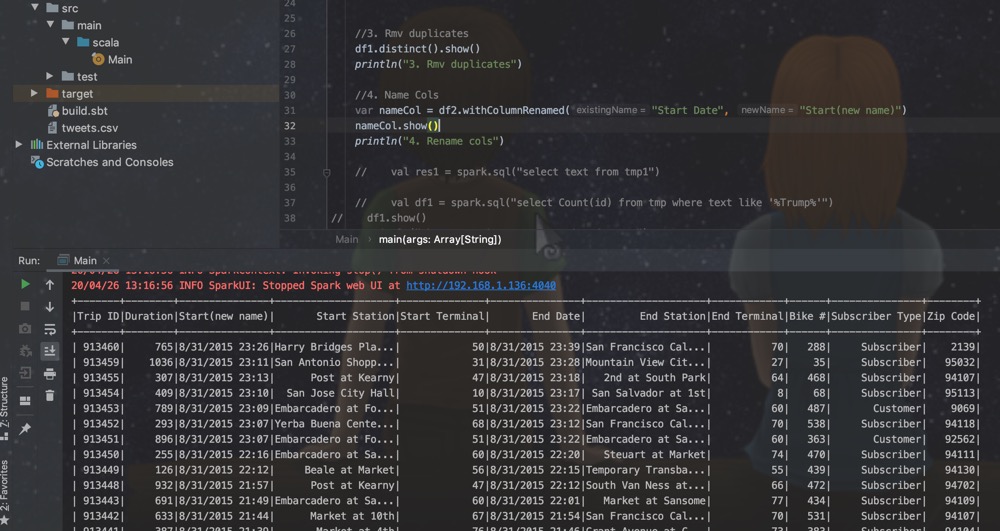 src
main
scala
Main
test
target
build.sbt
tweets.csv
External Libraries
Scratches and Consoles
24
25
26 //3. Rmv duplicates
27 df1.distinct().show()
28 println("3. Rmv duplicates")
29
30 //4. Name Cols
31 var nameCol = df2.withColumnRenamed( existingName = "Start Date", newName = "Start(new name)")
32 nameCol.show()
33 println("4. Rename cols")
34
35 // val res1 = spark.sql("select text from tmp1")
36
37 // val df1 = spark.sql("select Count(id) from tmp where text like '%Trump%'")
38 // df1.show()
Main > main(args: Array[String])
Run: Main ×
20/04/26 13:16:56 INFO SparkUI: Stopped Spark web UI at http://192.168.1.136:4040
+-------+--------+---------------+--------------------+--------------+---------------+--------------------+------------+------+---------------+--------+
|Trip ID|Duration|Start(new name)| Start Station|Start Terminal| End Date| End Station|End Terminal|Bike #|Subscriber Type|Zip Code|
+-------+--------+---------------+--------------------+--------------+---------------+--------------------+------------+------+---------------+--------+
| 913460| 765|8/31/2015 23:26|Harry Bridges Pla...| 50|8/31/2015 23:39|San Francisco Cal...| 70| 288| Subscriber| 2139|
| 913459| 1036|8/31/2015 23:11|San Antonio Shopp...| 31|8/31/2015 23:28|Mountain View Cit...| 27| 35| Subscriber| 95032|
| 913455| 307|8/31/2015 23:13| Post at Kearny| 47|8/31/2015 23:18| 2nd at South Park| 64| 468| Subscriber| 94107|
| 913454| 409|8/31/2015 23:10| San Jose City Hall| 10|8/31/2015 23:17| San Salvador at 1st| 8| 68| Subscriber| 95113|
| 913453| 789|8/31/2015 23:09|Embarcadero at Fo...| 51|8/31/2015 23:22|Embarcadero at Sa...| 60| 487| Customer| 9069|
| 913452| 293|8/31/2015 23:07|Yerba Buena Cente...| 68|8/31/2015 23:12|San Francisco Cal...| 70| 538| Subscriber| 94118|
| 913451| 896|8/31/2015 23:07|Embarcadero at Fo...| 51|8/31/2015 23:22|Embarcadero at Sa...| 60| 363| Customer| 92562|
| 913450| 255|8/31/2015 22:16|Embarcadero at Sa...| 60|8/31/2015 22:20| Steuart at Market| 74| 470| Subscriber| 94111|
| 913449| 126|8/31/2015 22:12| Beale at Market| 56|8/31/2015 22:15|Temporary Transba...| 55| 439| Subscriber| 94130|
| 913448| 932|8/31/2015 21:57| Post at Kearny| 47|8/31/2015 22:12|South Van Ness at...| 66| 472| Subscriber| 94702|
| 913443| 691|8/31/2015 21:49|Embarcadero at Sa...| 60|8/31/2015 22:01| Market at Sansome| 77| 434| Subscriber| 94109|
| 913442| 633|8/31/2015 21:44| Market at 10th| 67|8/31/2015 21:54|San Francisco Cal...| 70| 531| Subscriber| 94107|
Z: Structure
2: Favorites